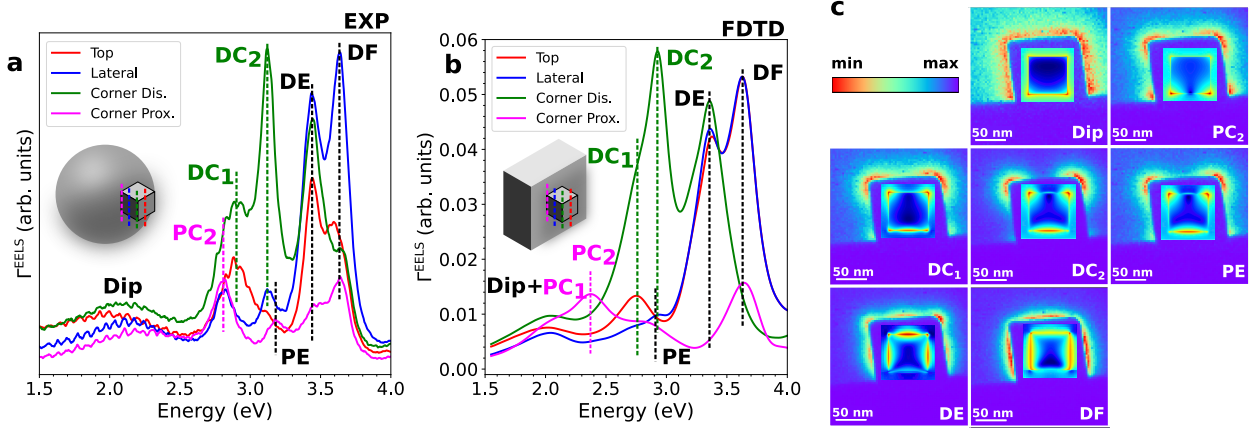 a
EXP
Top
Lateral
Corner Dis.
Corner Prox.
DC2
DF
DE
DC1
PC2
Dip
PE
Γ^EELS (arb. units)
1.5 2.0 2.5 3.0 3.5 4.0
Energy (eV)
b
FDTD
Top
Lateral
Corner Dis.
Corner Prox.
DC2
DF
DE
DC1
PC2
Dip+PC1
PE
Γ^EELS (arb. units)
0.06
0.05
0.04
0.03
0.02
0.01
0.00
1.5 2.0 2.5 3.0 3.5 4.0
Energy (eV)
c
min max
50 nm Dip
50 nm PC2
50 nm DC1
50 nm DC2
50 nm PE
50 nm DE
50 nm DF